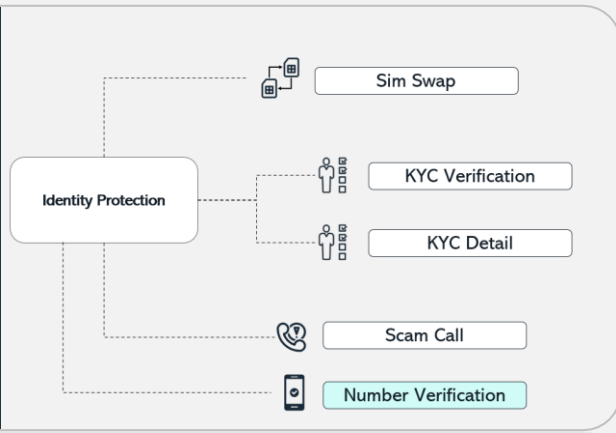 Sim Swap
KYC Verification
Identity Protection
KYC Detail
Scam Call
Number Verification